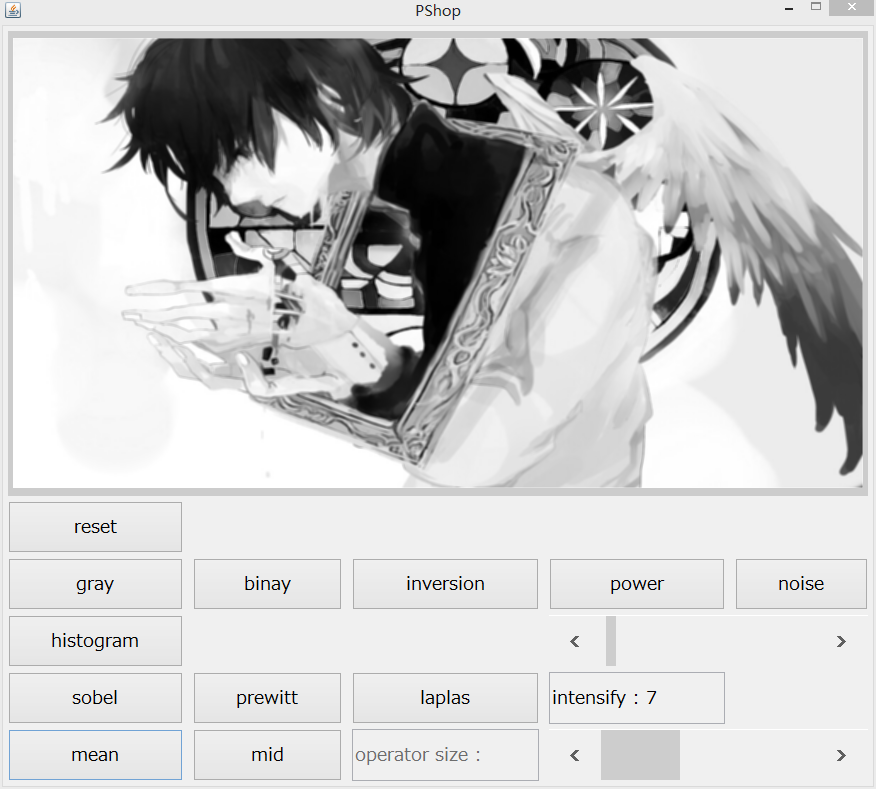 PShop
reset
gray binay inversion power noise
histogram
sobel prewitt laplas intensify : 7
mean mid operator size :